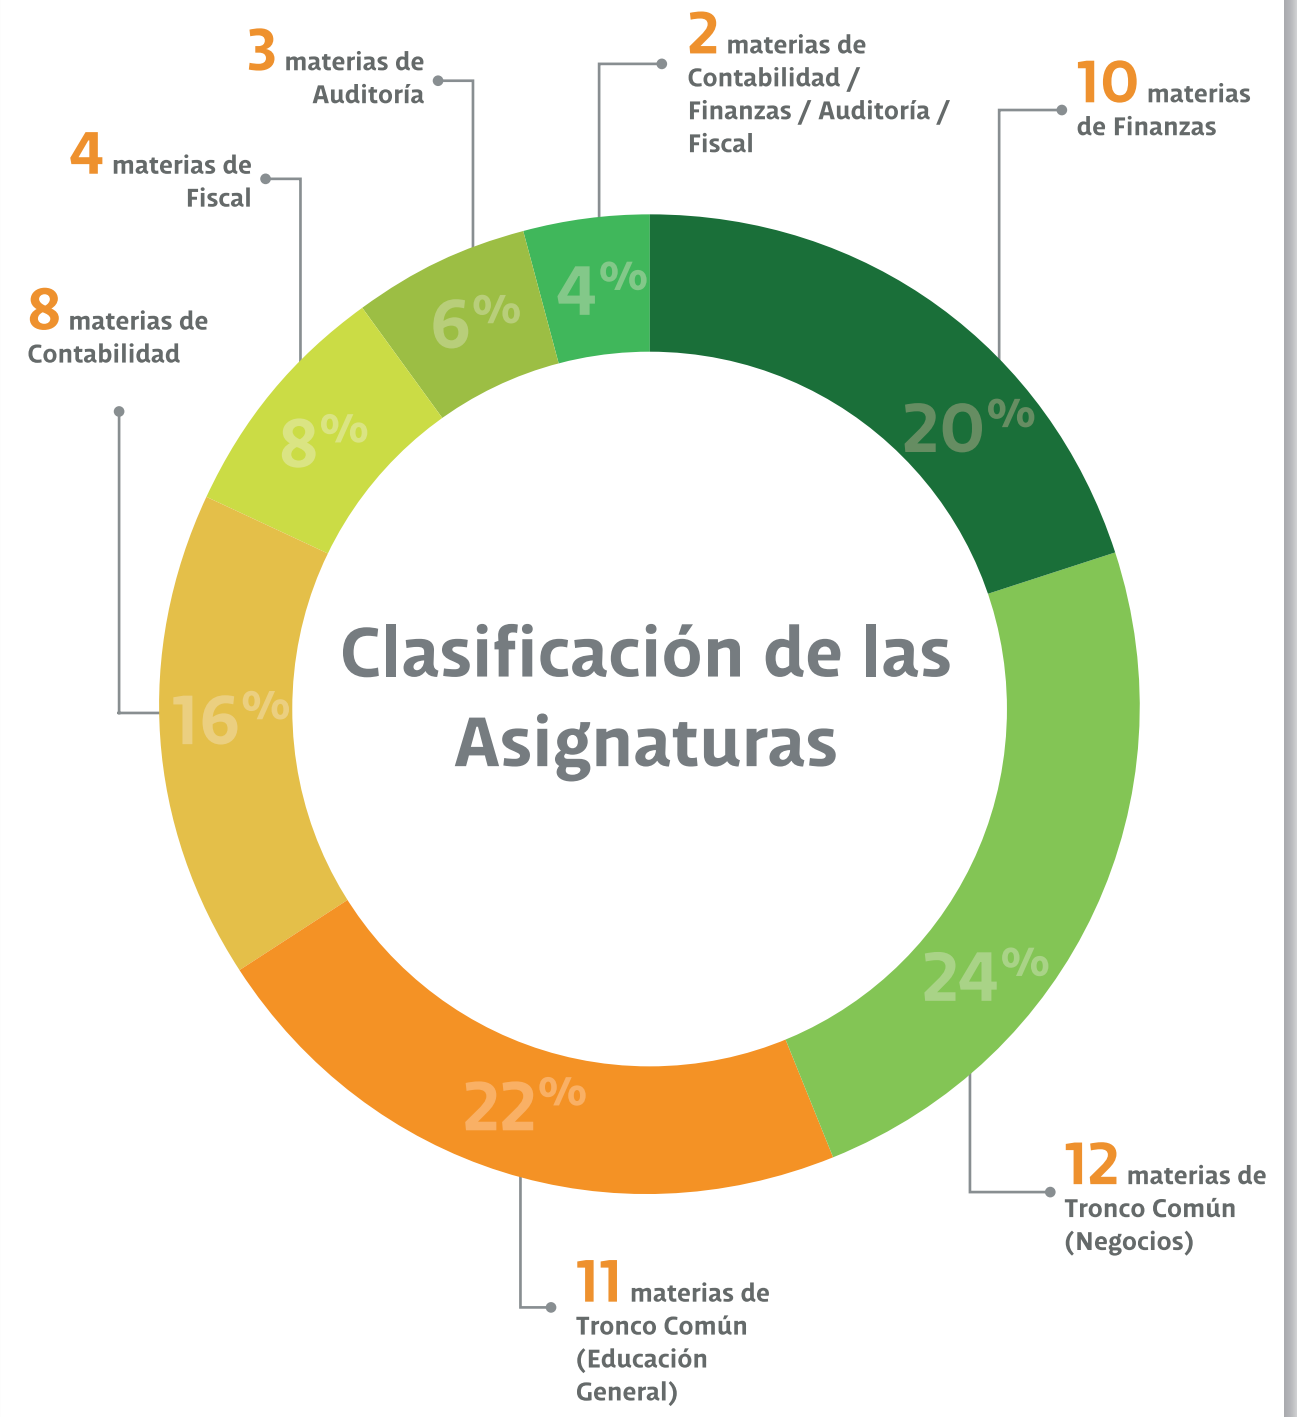 3 materias de
Auditoría
2 materias de
Contabilidad /
Finanzas / Auditoría /
Fiscal
10 materias
de Finanzas
4 materias de
Fiscal
8 materias de
Contabilidad
4%
6%
20%
8%
Clasificación de las
Asignaturas
16%
24%
22%
12 materias de
Tronco Común
(Negocios)
11 materias de
Tronco Común
(Educación
General)